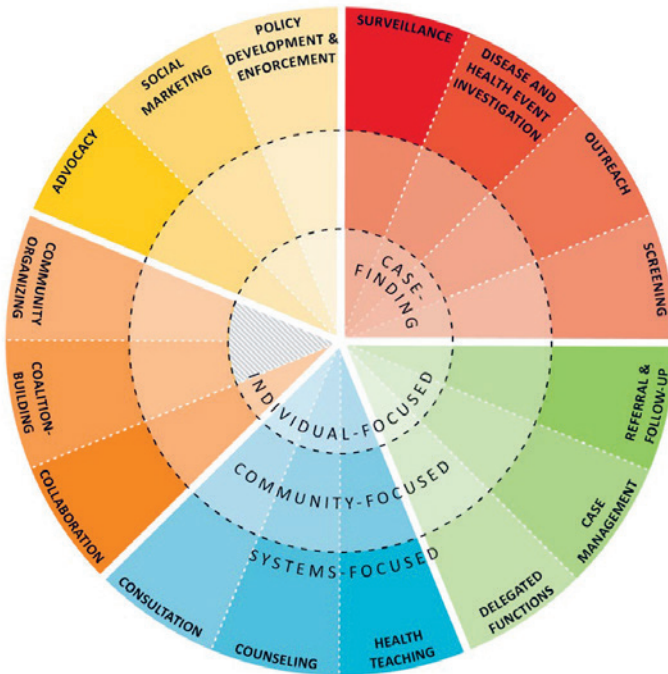 SURVEILLANCE
DISEASE AND
HEALTH EVENT
INVESTIGATION
OUTREACH
SCREENING
REFERRAL &
FOLLOW-UP
CASE
MANAGEMENT
DELEGATED
FUNCTIONS
HEALTH
TEACHING
COUNSELING
CONSULTATION
COLLABORATION
COALITION-
BUILDING
COMMUNITY
ORGANIZING
ADVOCACY
SOCIAL
MARKETING
POLICY
DEVELOPMENT &
ENFORCEMENT
CASE-
FINDING
INDIVIDUAL-FOCUSED
COMMUNITY-FOCUSED
SYSTEMS-FOCUSED